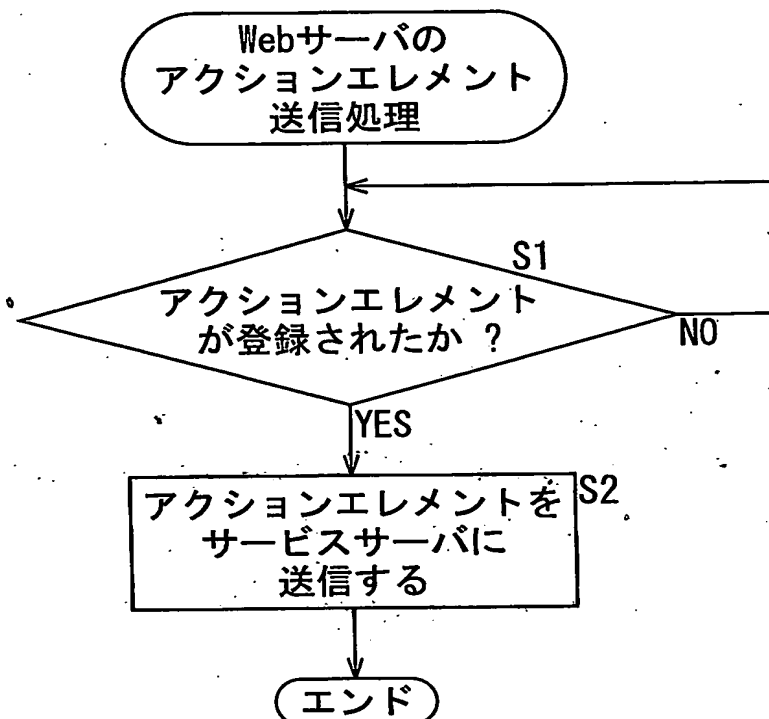 Webサーバの
アクションエレメント
送信処理
S1
アクションエレメント
が登録されたか ?
NO
YES
S2
アクションエレメントを
サービスサーバに
送信する
エンド